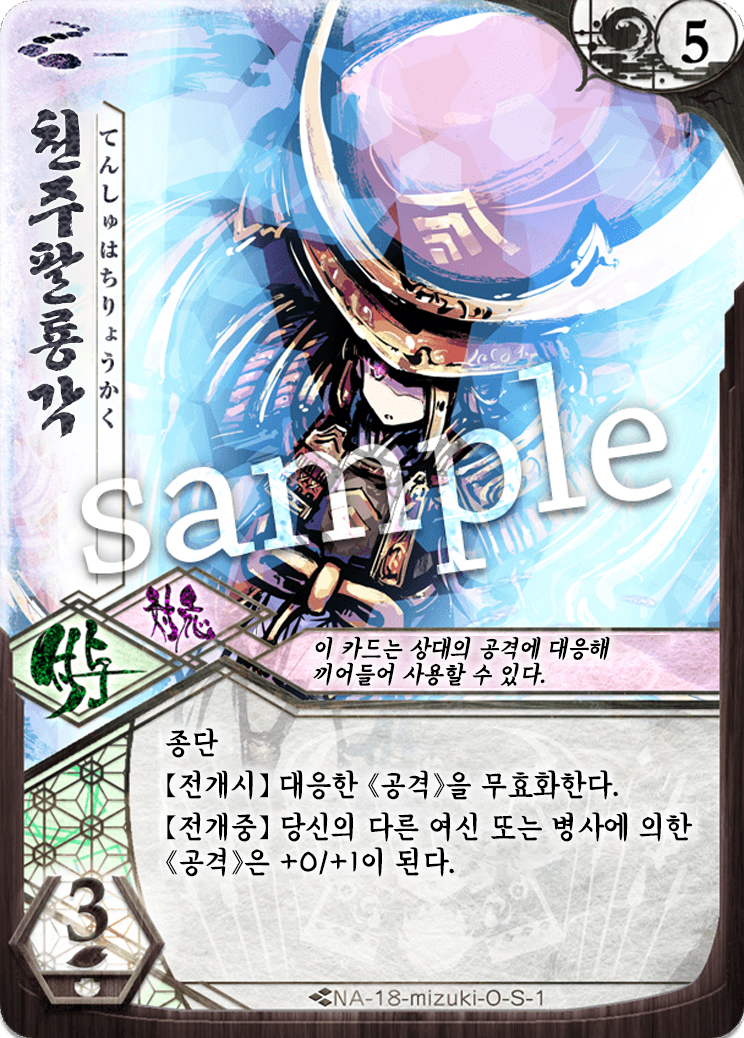 5
천주팔룡각
てんしゅはちりょうかく
sample
부여
対応
이 카드는 상대의 공격에 대응해
끼어들어 사용할 수 있다.
종단
【전개시】 대응한 《공격》을 무효화한다.
【전개중】 당신의 다른 여신 또는 병사에 의한
《공격》은 +0/+1이 된다.
3
NA-18-mizuki-O-S-1